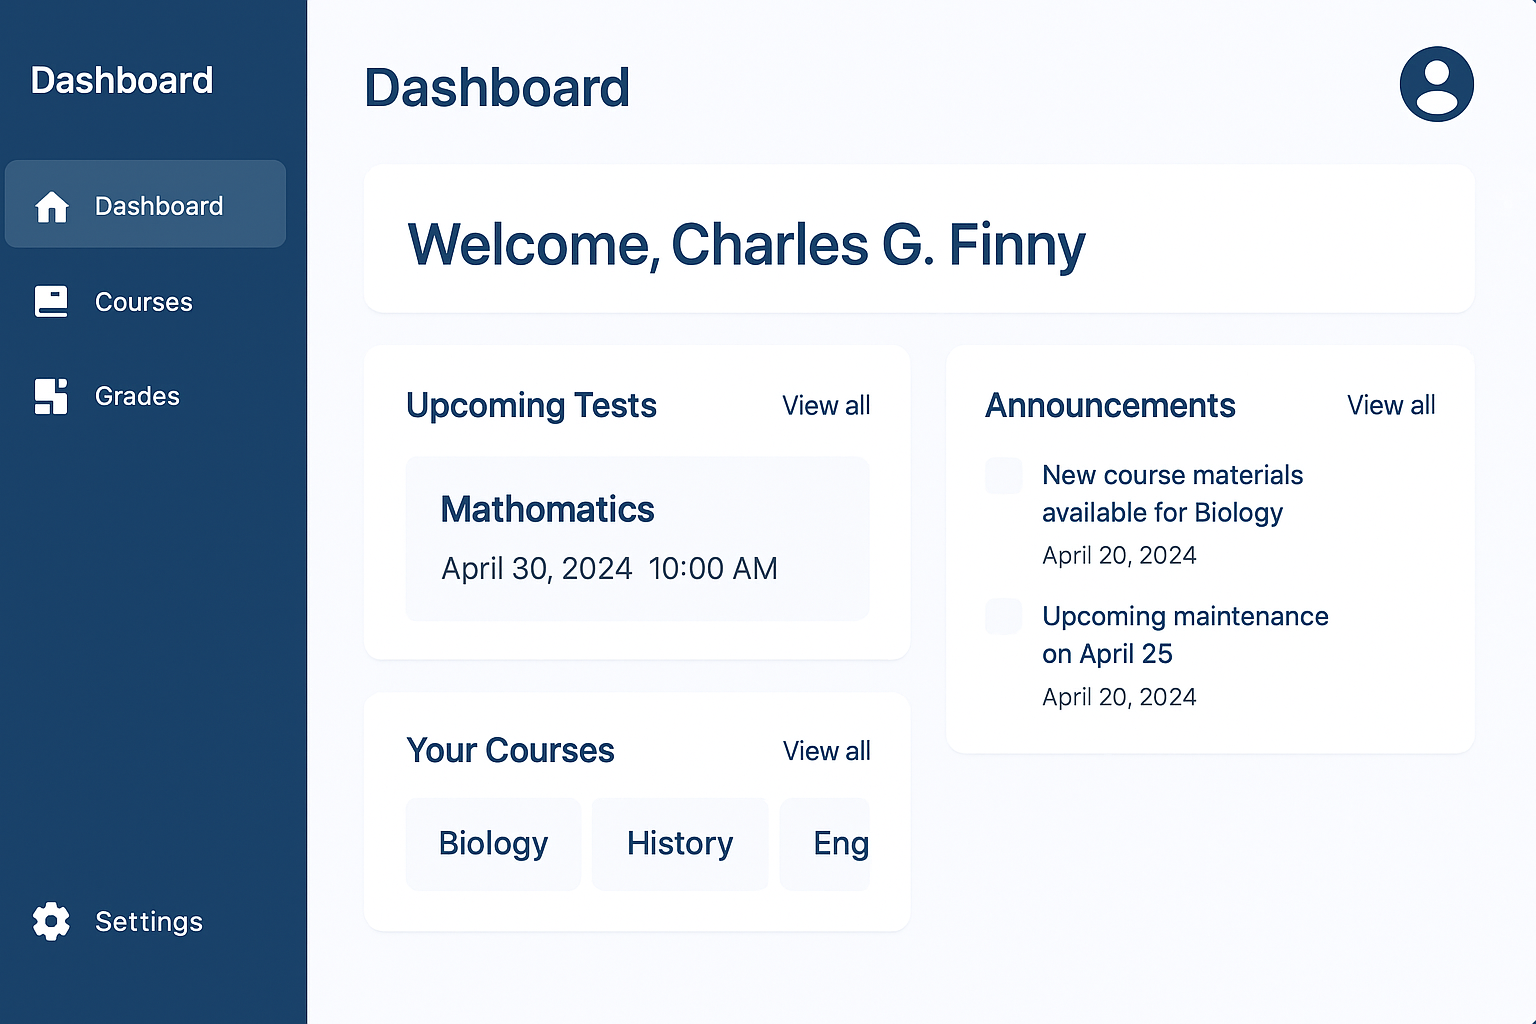 Dashboard
Dashboard
Courses
Grades
Settings
Dashboard
Welcome, Charles G. Finny
Upcoming Tests
View all
Mathomatics
April 30, 2024 10:00 AM
Your Courses
View all
Biology
History
Eng
Announcements
View all
New course materials
available for Biology
April 20, 2024
Upcoming maintenance
on April 25
April 20, 2024